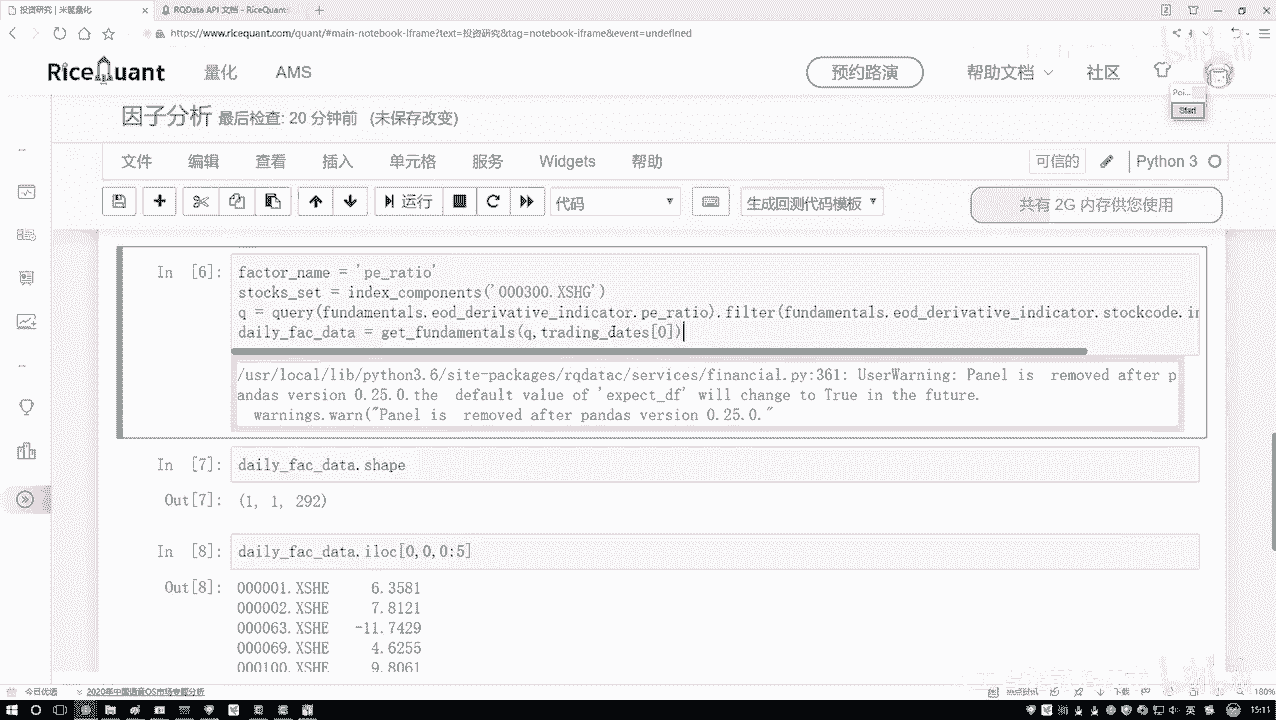 投资研究 | 米筐量化
RQData API 文档 - RiceQuant
https://www.ricequant.com/quant/#main-notebook-iframe?text=投资研究&tag=notebook-iframe&event=undefined
RiceQuant 量化 AMS 预约路演 帮助文档 社区
Poi...
Start
因子分析 最后检查: 20 分钟前 (未保存改变)
文件 编辑 查看 插入 单元格 服务 Widgets 帮助 可信的 Python 3
运行 代码 生成回测代码模板 共有 2G 内存供您使用
In [6]:
factor_name = 'pe_ratio'
stocks_set = index_components('000300.XSHG')
q = query(fundamentals.eod_derivative_indicator.pe_ratio).filter(fundamentals.eod_derivative_indicator.stockcode.in
daily_fac_data = get_fundamentals(q,trading_dates[0])
/usr/local/lib/python3.6/site-packages/rqdatac/services/financial.py:361: UserWarning: Panel is  removed after p
andas version 0.25.0.the  default value of 'expect_df' will change to True in the future.
warnings.warn("Panel is  removed after pandas version 0.25.0."
In [7]: daily_fac_data.shape
Out[7]: (1, 1, 292)
In [8]: daily_fac_data.iloc[0,0,0:5]
Out[8]: 000001.XSHE 6.3581
000002.XSHE 7.8121
000063.XSHE -11.7429
000069.XSHE 4.6255
000100.XSHE 9.8061
今日优选 2020年中国语音OS市场专题分析 下载 180%
英 15:11